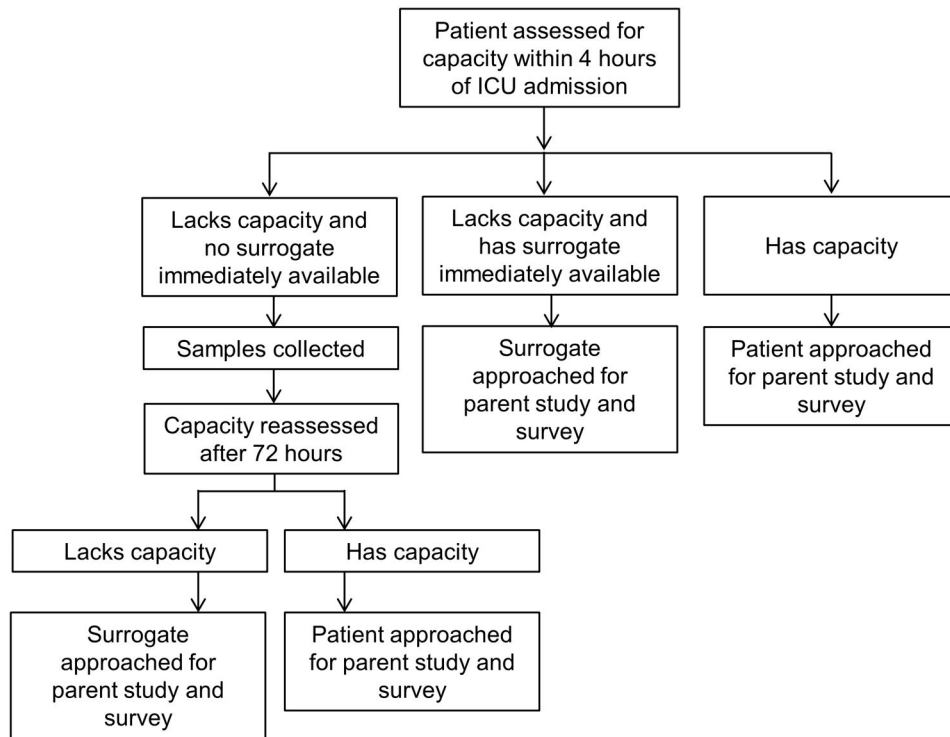 Patient assessed for
capacity within 4 hours
of ICU admission
Lacks capacity and
no surrogate
immediately available
Lacks capacity and
has surrogate
immediately available
Has capacity
Samples collected
Surrogate
approached for
parent study and
survey
Patient approached
for parent study and
survey
Capacity reassessed
after 72 hours
Lacks capacity
Has capacity
Surrogate
approached for
parent study and
survey
Patient approached
for parent study and
survey